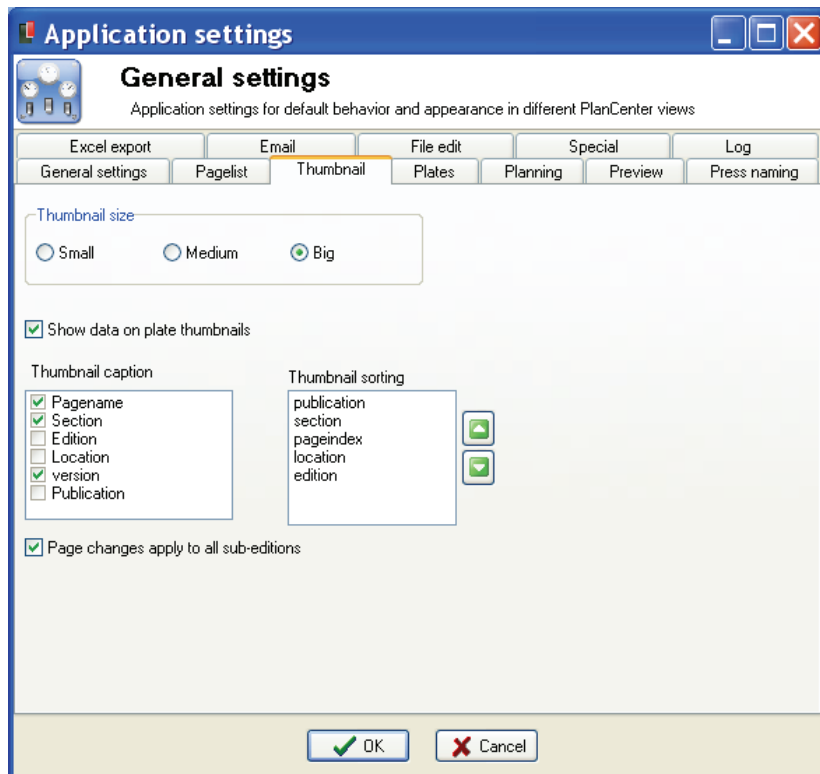 Application settings
General settings
Application settings for default behavior and appearance in different PlanCenter views
Excel export Email File edit Special Log
General settings Pagelist Thumbnail Plates Planning Preview Press naming
Thumbnail size
Small Medium Big
Show data on plate thumbnails
Thumbnail caption
Pagename
Section
Edition
Location
version
Publication
Thumbnail sorting
publication
section
pageindex
location
edition
Page changes apply to all sub-editions
OK Cancel